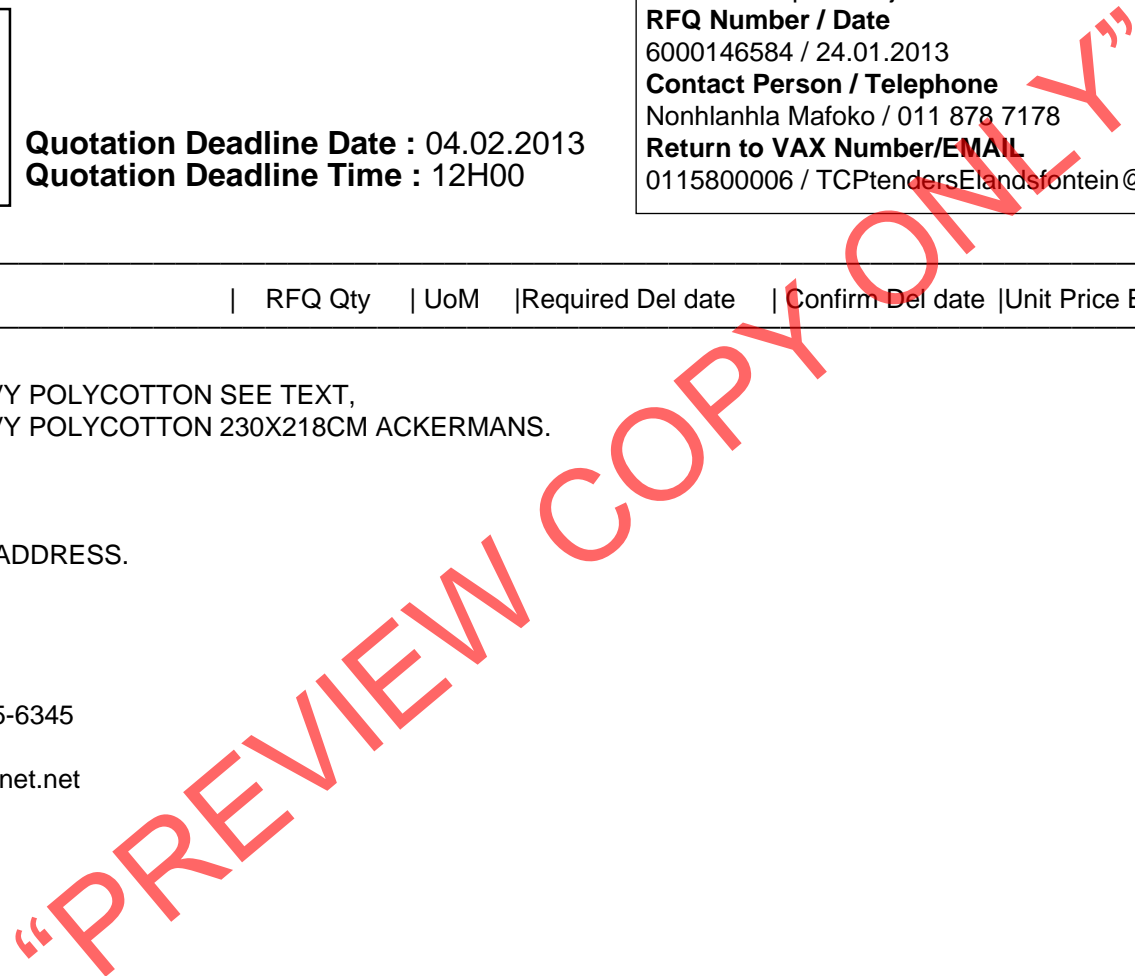 RFQ Number / Date
6000146584 / 24.01.2013
Contact Person / Telephone
Nonhlanhla Mafoko / 011 878 7178
Return to VAX Number/EMAIL
0115800006 / TCPtendersElandsfontein@
Quotation Deadline Date : 04.02.2013
Quotation Deadline Time : 12H00
| RFQ Qty | UoM |Required Del date | Confirm Del date |Unit Price E
VY POLYCOTTON SEE TEXT,
VY POLYCOTTON 230X218CM ACKERMANS.
ADDRESS.
5-6345
net.net
“PREVIEW COPY ONLY”